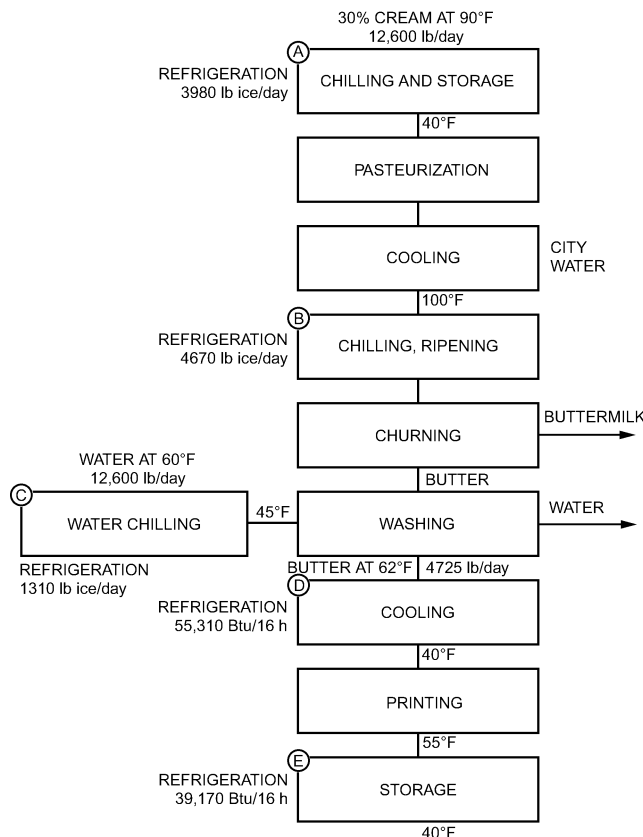 30% CREAM AT 90°F
12,600 lb/day
A
REFRIGERATION
3980 lb ice/day
CHILLING AND STORAGE
40°F
PASTEURIZATION
COOLING
CITY
WATER
100°F
B
REFRIGERATION
4670 lb ice/day
CHILLING, RIPENING
CHURNING
BUTTERMILK
BUTTER
WATER AT 60°F
12,600 lb/day
C
WATER CHILLING
45°F
WASHING
WATER
REFRIGERATION
1310 lb ice/day
BUTTER AT 62°F
4725 lb/day
D
REFRIGERATION
55,310 Btu/16 h
COOLING
40°F
PRINTING
55°F
E
REFRIGERATION
39,170 Btu/16 h
STORAGE
40°F